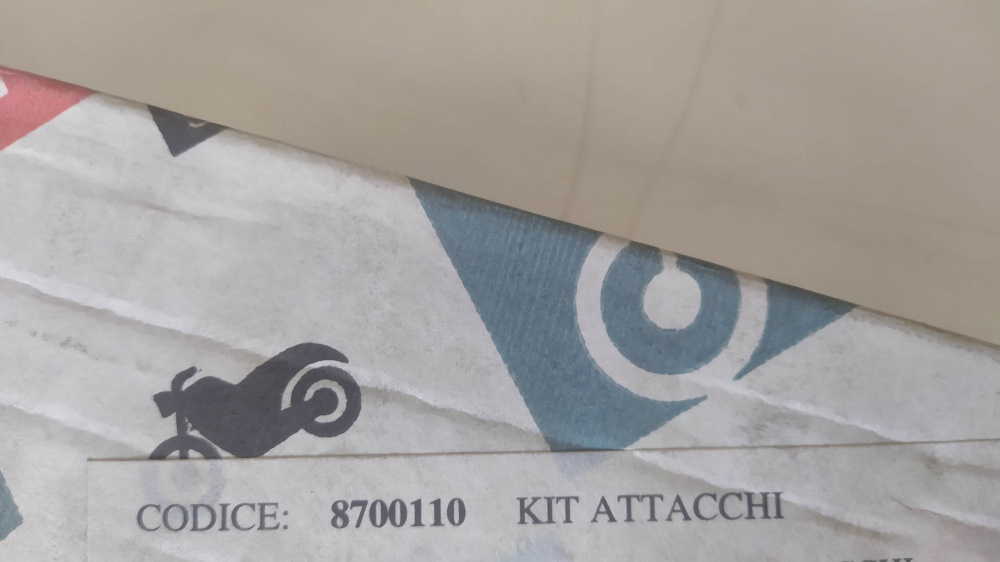 CODICE: 8700110 KIT ATTACCHI